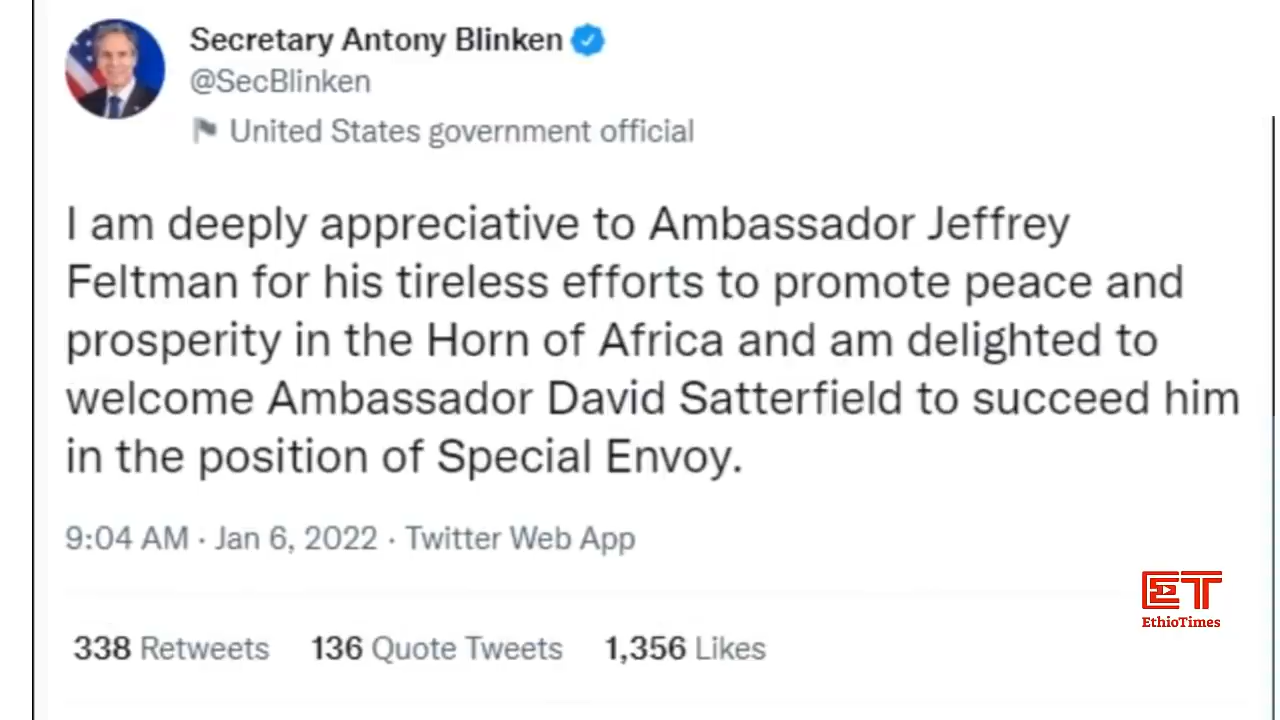 Secretary Antony Blinken
@SecBlinken
United States government official
I am deeply appreciative to Ambassador Jeffrey
Feltman for his tireless efforts to promote peace and
prosperity in the Horn of Africa and am delighted to
welcome Ambassador David Satterfield to succeed him
in the position of Special Envoy.
9:04 AM · Jan 6, 2022 · Twitter Web App
338 Retweets 136 Quote Tweets 1,356 Likes
ET
EthioTimes